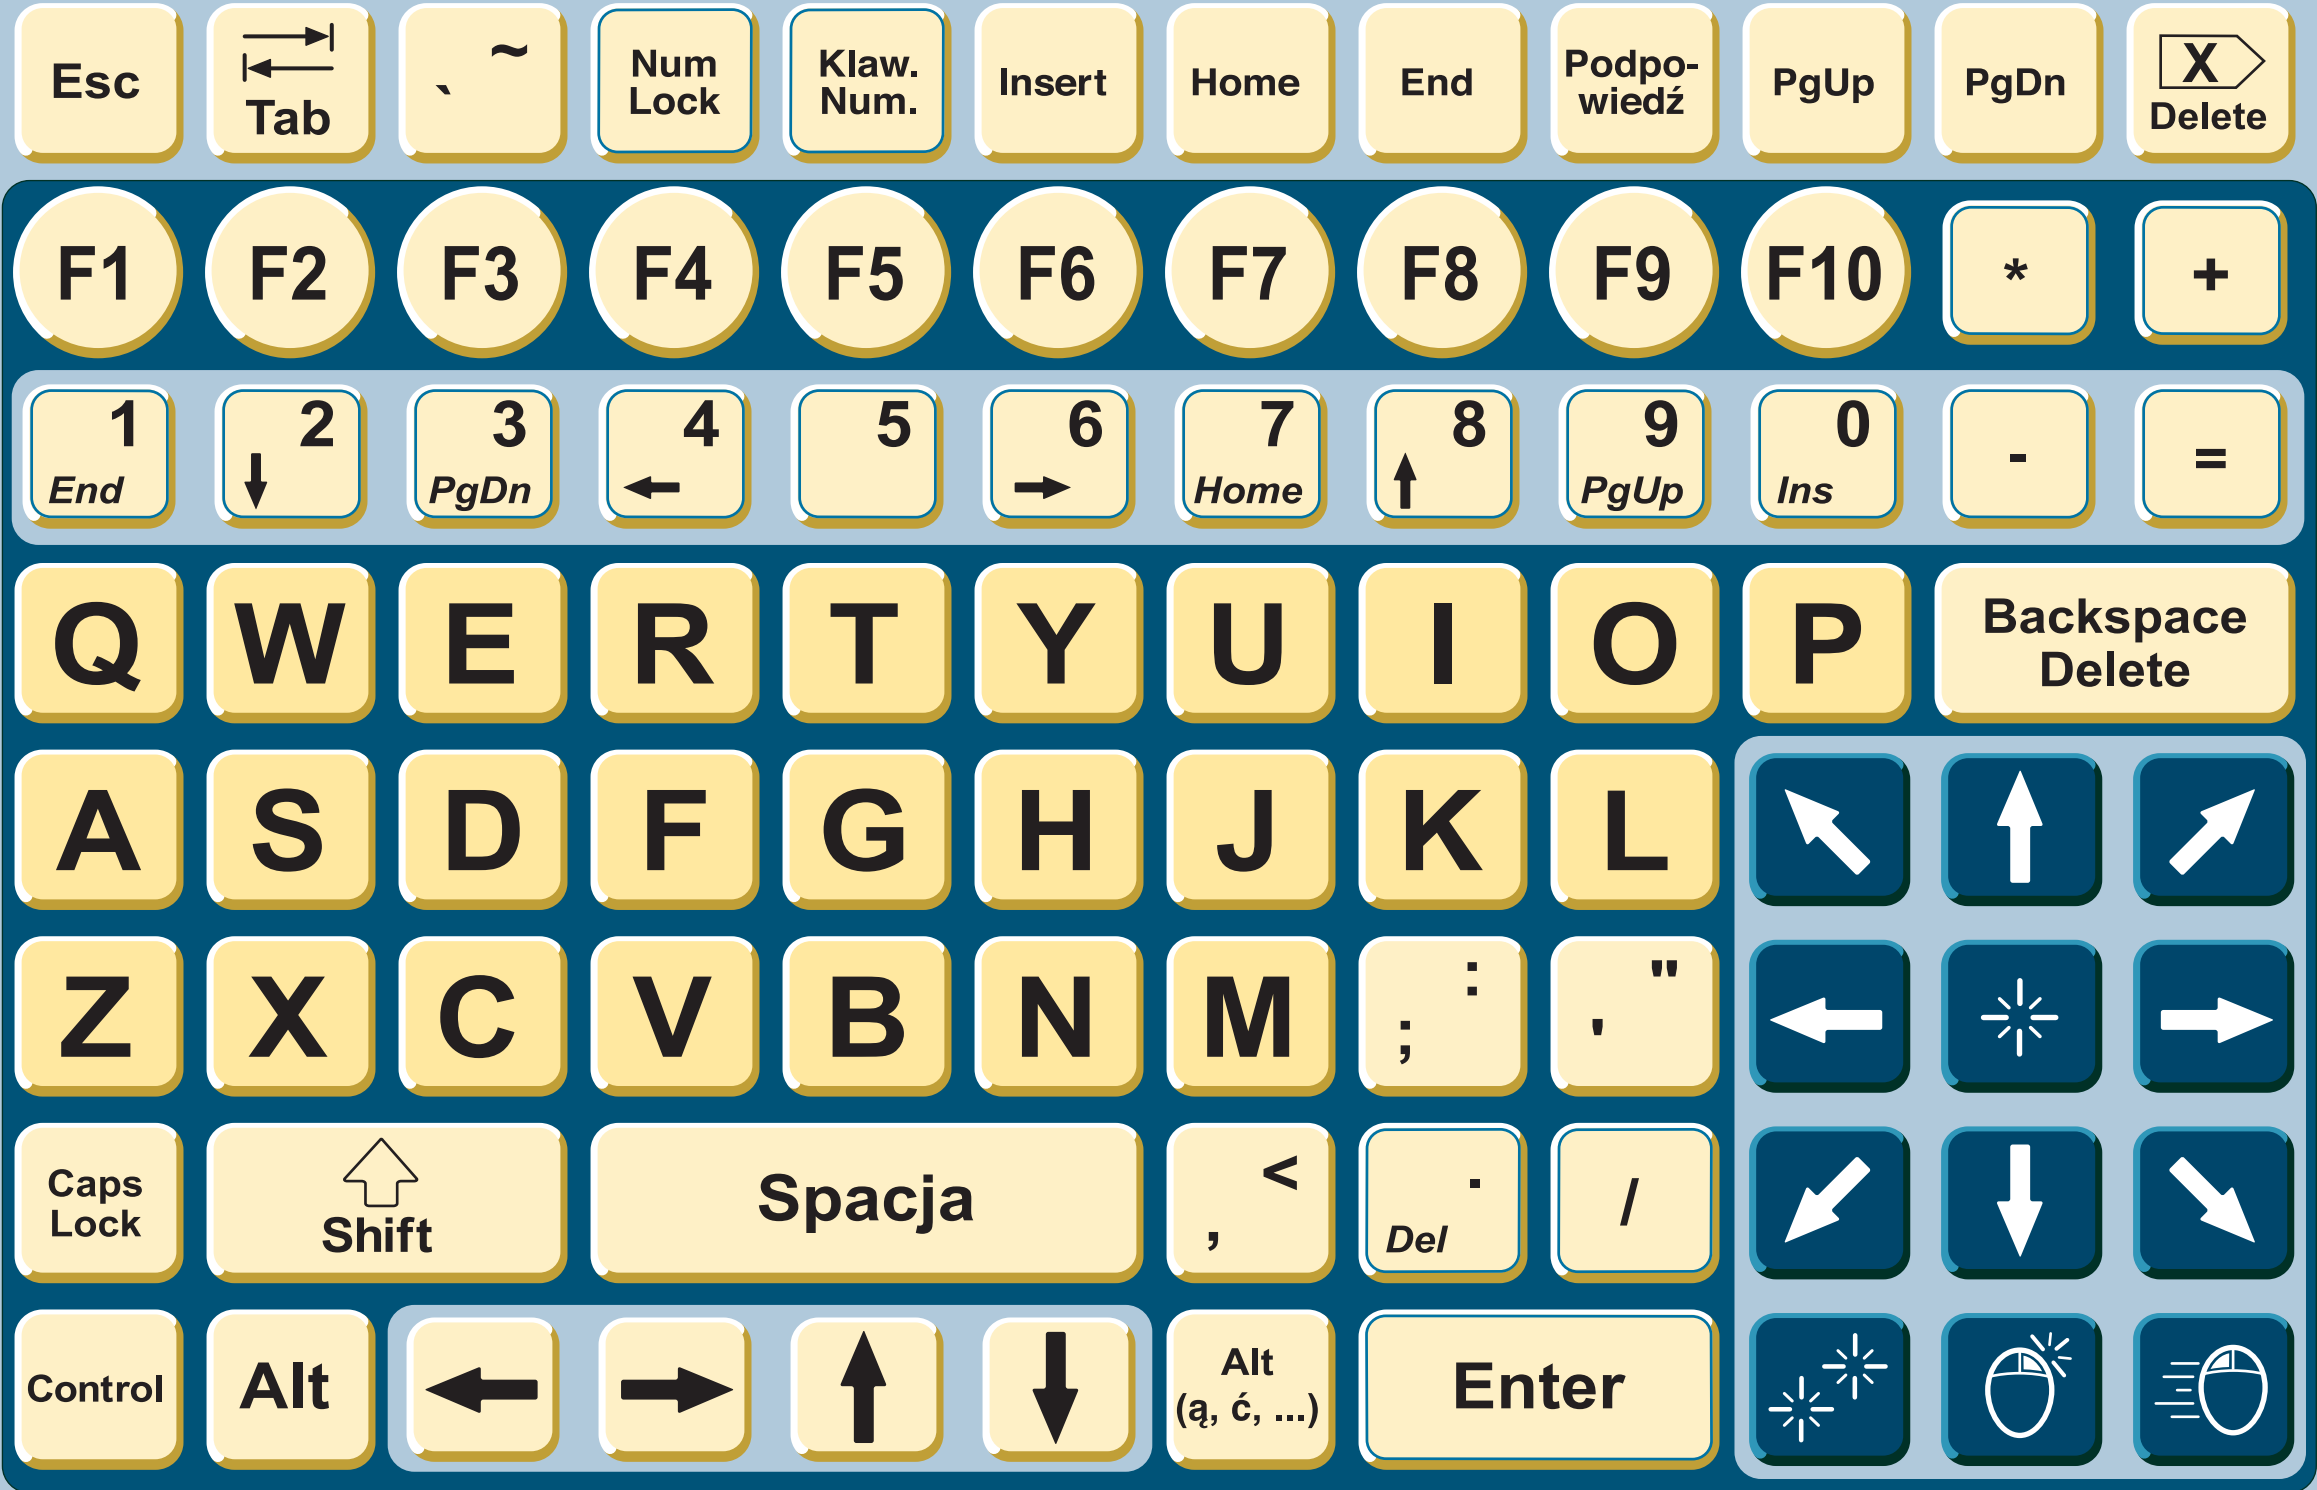 Esc Tab ` ~ Num Lock Klaw. Num. Insert Home End Podpo-wiedź PgUp PgDn X Delete
F1 F2 F3 F4 F5 F6 F7 F8 F9 F10 * +
1 End 2 3 PgDn 4 5 6 7 Home 8 9 PgUp 0 Ins - =
Q W E R T Y U I O P Backspace Delete
A S D F G H J K L
Z X C V B N M ; : ' "
Caps Lock Shift Spacja , < . Del /
Control Alt Alt (ą, ć, ...) Enter